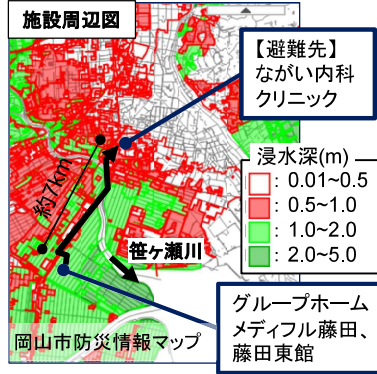 施設周辺図
【避難先】
ながい内科
クリニック
浸水深(m)
: 0.01~0.5
: 0.5~1.0
: 1.0~2.0
: 2.0~5.0
約7km
笹ヶ瀬川
グループホーム
メディフル藤田、
藤田東館
岡山市防災情報マップ